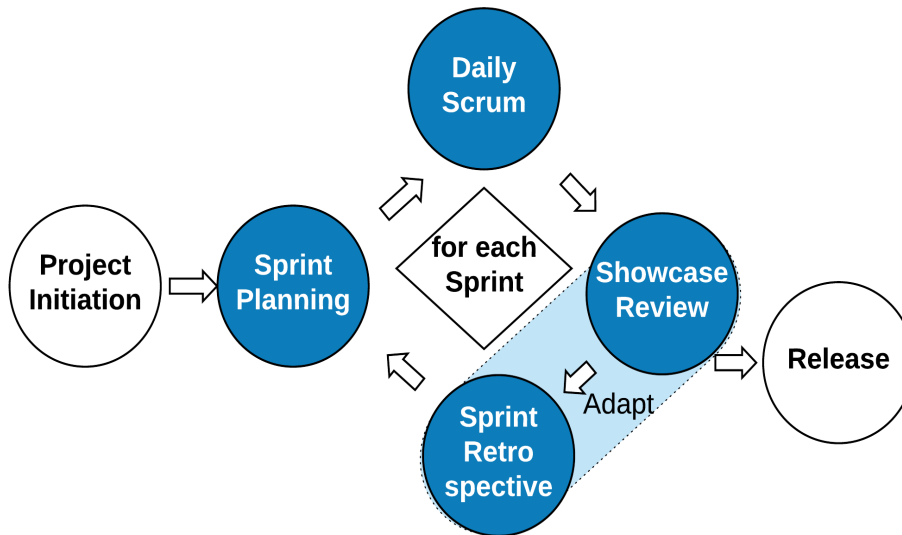 Daily
Scrum
Project
Initiation
Sprint
Planning
for each
Sprint
Showcase
Review
Release
Adapt
Sprint
Retro
spective